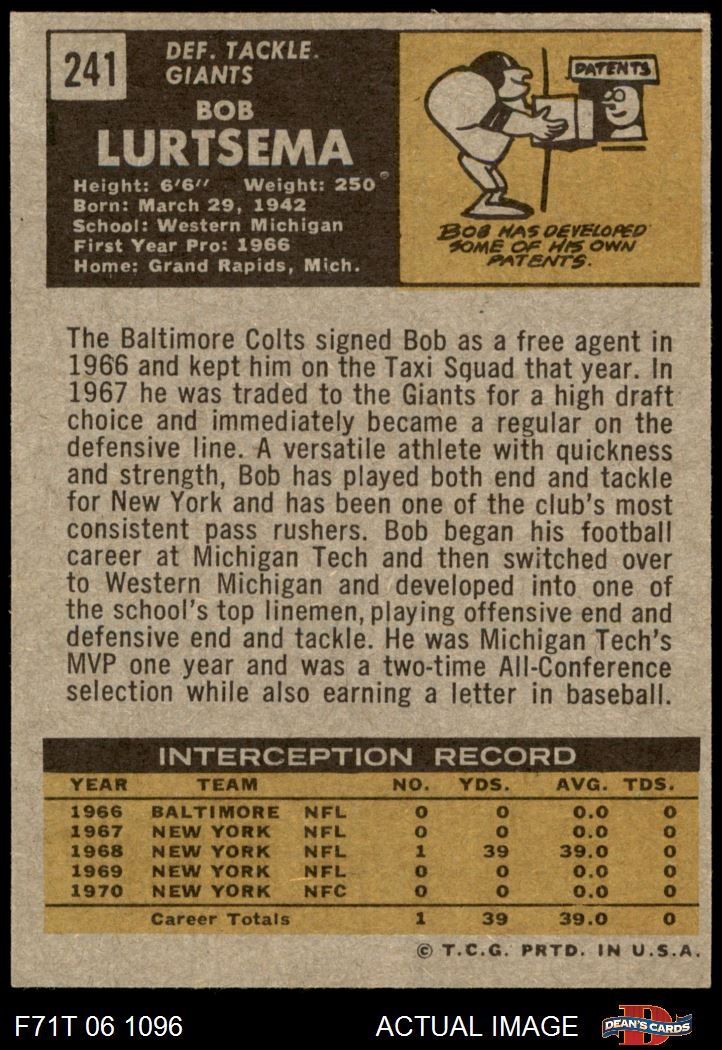 241
DEF. TACKLE.
GIANTS
BOB
LURTSEMA
Height: 6'6" Weight: 250
Born: March 29, 1942
School: Western Michigan
First Year Pro: 1966
Home: Grand Rapids, Mich.
PATENTS
BOB HAS DEVELOPED
SOME OF HIS OWN
PATENTS.
The Baltimore Colts signed Bob as a free agent in
1966 and kept him on the Taxi Squad that year. In
1967 he was traded to the Giants for a high draft
choice and immediately became a regular on the
defensive line. A versatile athlete with quickness
and strength, Bob has played both end and tackle
for New York and has been one of the club's most
consistent pass rushers. Bob began his football
career at Michigan Tech and then switched over
to Western Michigan and developed into one of
the school's top linemen, playing offensive end and
defensive end and tackle. He was Michigan Tech's
MVP one year and was a two-time All-Conference
selection while also earning a letter in baseball.
INTERCEPTION RECORD
YEAR TEAM NO. YDS. AVG. TDS.
1966 BALTIMORE NFL 0 0 0.0 0
1967 NEW YORK NFL 0 0 0.0 0
1968 NEW YORK NFL 1 39 39.0 0
1969 NEW YORK NFL 0 0 0.0 0
1970 NEW YORK NFC 0 0 0.0 0
Career Totals 1 39 39.0 0
© T.C.G. PRTD. IN U.S.A.
F71T 06 1096 ACTUAL IMAGE
D
DEAN'S CARDS